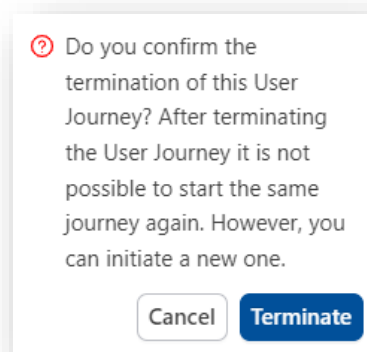 Do you confirm the
termination of this User
Journey? After terminating
the User Journey it is not
possible to start the same
journey again. However, you
can initiate a new one.
Cancel Terminate